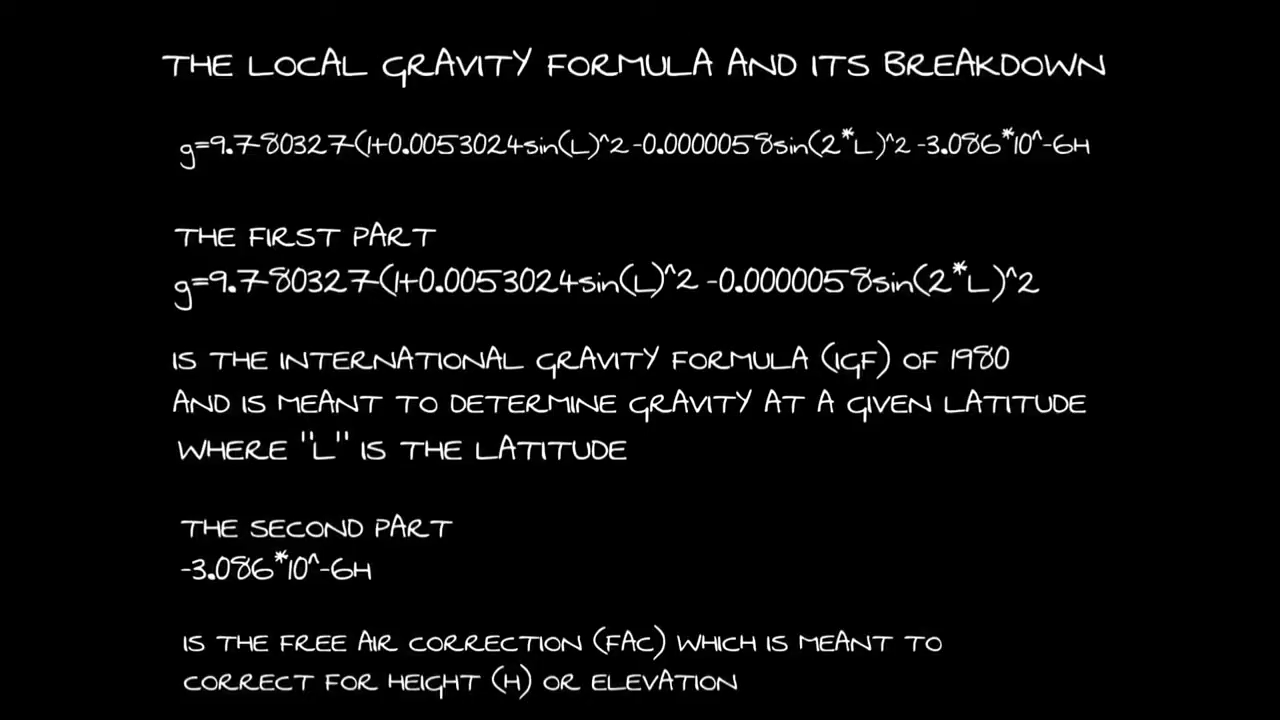 THE LOCAL GRAVITY FORMULA AND ITS BREAKDOWN
g=9.780327(1+0.0053024sin(L)^2-0.0000058sin(2*L)^2 -3.086*10^-6H
THE FIRST PART
g=9.780327(1+0.0053024sin(L)^2 -0.0000058sin(2*L)^2
IS THE INTERNATIONAL GRAVITY FORMULA (IGF) OF 1980
AND IS MEANT TO DETERMINE GRAVITY AT A GIVEN LATITUDE
WHERE "L" IS THE LATITUDE
THE SECOND PART
-3.086*10^-6H
IS THE FREE AIR CORRECTION (FAC) WHICH IS MEANT TO
CORRECT FOR HEIGHT (H) OR ELEVATION